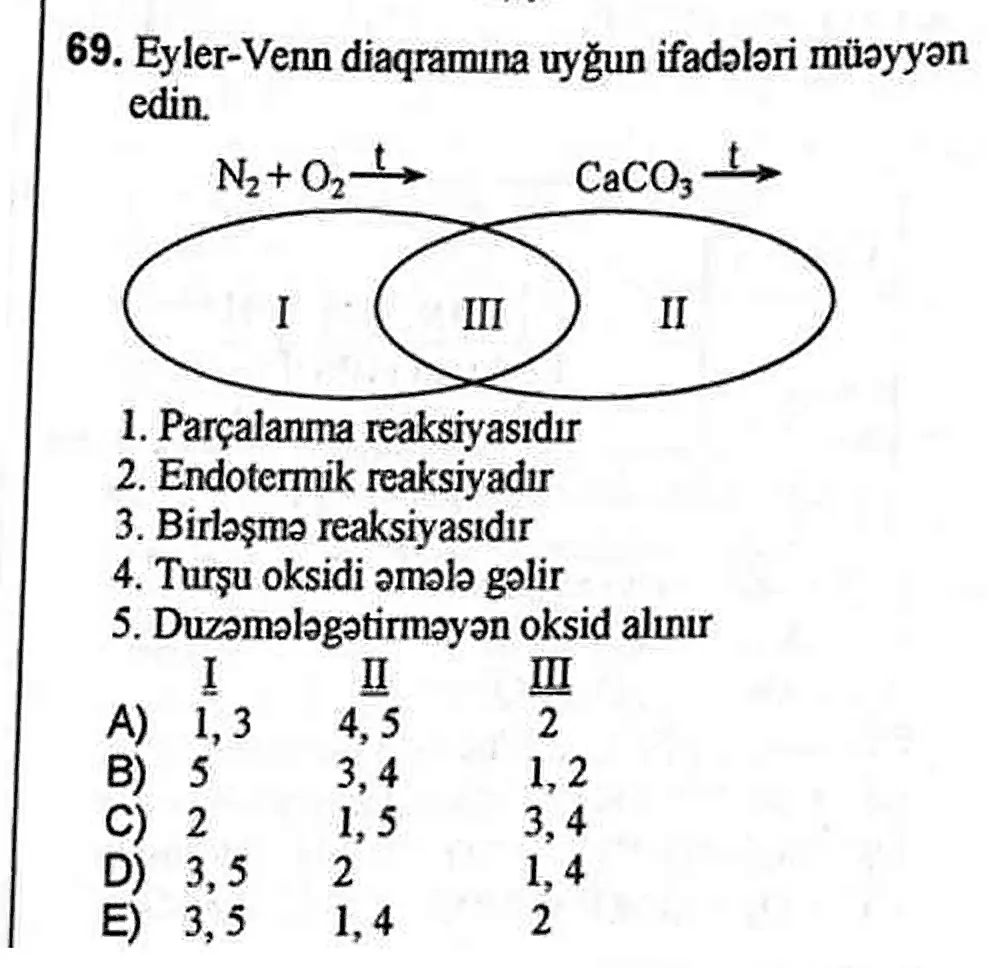 69. Eyler-Venn diaqramına uyğun ifadələri müəyyən
edin.
N₂ + O₂ —t→ CaCO₃ —t→
I III II
1. Parçalanma reaksiyasıdır
2. Endotermik reaksiyadır
3. Birləşmə reaksiyasıdır
4. Turşu oksidi əmələ gəlir
5. Duzəmələgətirməyən oksid alınır
I II III
A) 1, 3 4, 5 2
B) 5 3, 4 1, 2
C) 2 1, 5 3, 4
D) 3, 5 2 1, 4
E) 3, 5 1, 4 2